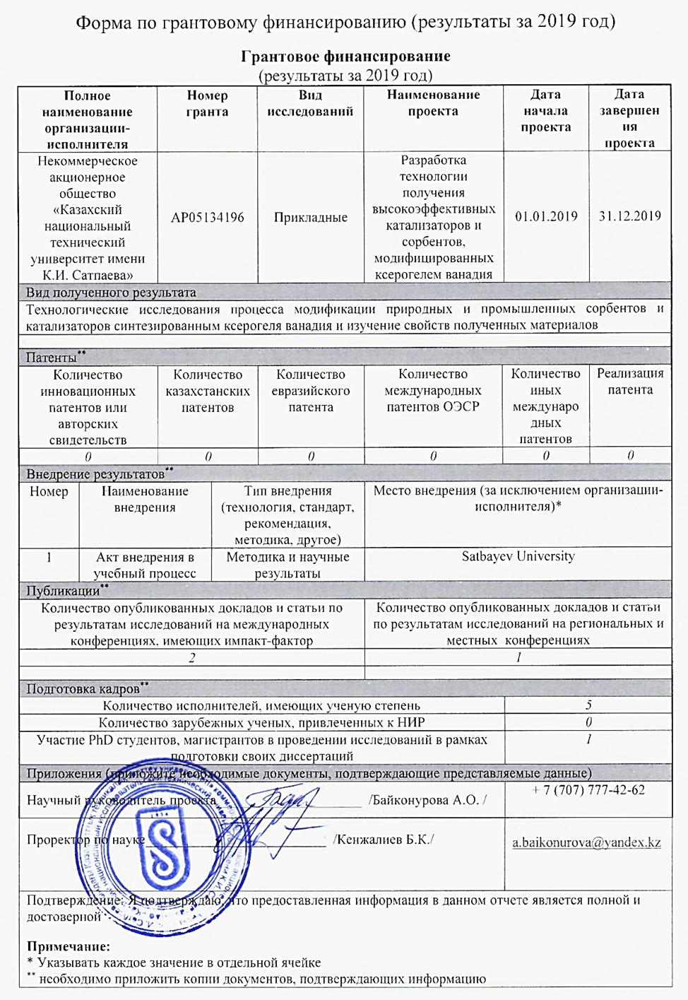 Форма по грантовому финансированию (результаты за 2019 год)
Грантовое финансирование
(результаты за 2019 год)
Полное
наименование
организации-
исполнителя
Номер
гранта
Вид
исследований
Наименование
проекта
Дата
начала
проекта
Дата
завершен
ия
проекта
Некоммерческое
акционерное
общество
«Казахский
национальный
технический
университет имени
К.И. Сатпаева»
АР05134196
Прикладные
Разработка
технологии
получения
высокоэффективных
катализаторов и
сорбентов,
модифицированных
ксерогелем ванадия
01.01.2019
31.12.2019
Вид полученного результата
Технологические исследования процесса модификации природных и промышленных сорбентов и
катализаторов синтезированным ксерогеля ванадия и изучение свойств полученных материалов
Патенты**
Количество
инновационных
патентов или
авторских
свидетельств
Количество
казахстанских
патентов
Количество
евразийского
патента
Количество
международных
патентов ОЭСР
Количество
иных
междунаро
дных
патентов
Реализация
патента
0
0
0
0
0
0
Внедрение результатов**
Номер
Наименование
внедрения
Тип внедрения
(технология, стандарт,
рекомендация,
методика, другое)
Место внедрения (за исключением организации-
исполнителя)*
1
Акт внедрения в
учебный процесс
Методика и научные
результаты
Satbayev University
Публикации**
Количество опубликованных докладов и статьи по
результатам исследований на международных
конференциях, имеющих импакт-фактор
Количество опубликованных докладов и статьи
по результатам исследований на региональных и
местных конференциях
2
1
Подготовка кадров**
Количество исполнителей, имеющих ученую степень
5
Количество зарубежных ученых, привлеченных к НИР
0
Участие PhD студентов, магистрантов в проведении исследований в рамках
подготовки своих диссертаций
1
Приложения (приложите необходимые документы, подтверждающие представляемые данные)
Научный руководитель проекта ____________________ /Байконурова А.О. /
+ 7 (707) 777-42-62
Проректор по науке ____________________ /Кенжалиев Б.К./
a.baikonurova@yandex.kz
1934
Подтверждение: Я подтверждаю, что предоставленная информация в данном отчете является полной и
достоверной
Примечание:
* Указывать каждое значение в отдельной ячейке
** необходимо приложить копии документов, подтверждающих информацию